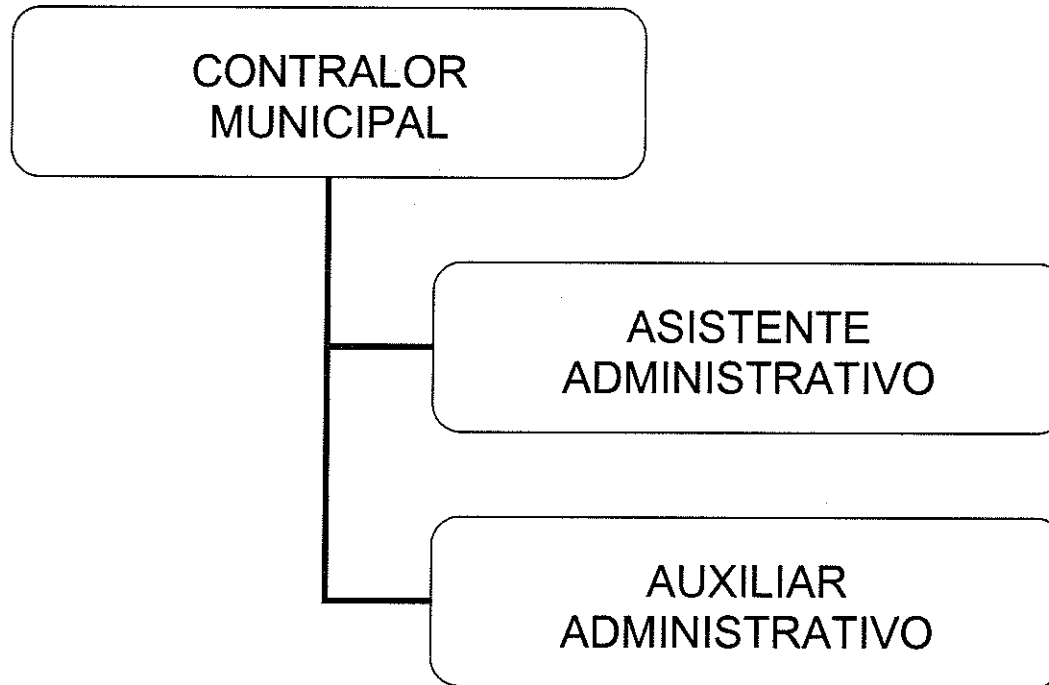 CONTRALOR
MUNICIPAL
ASISTENTE
ADMINISTRATIVO
AUXILIAR
ADMINISTRATIVO